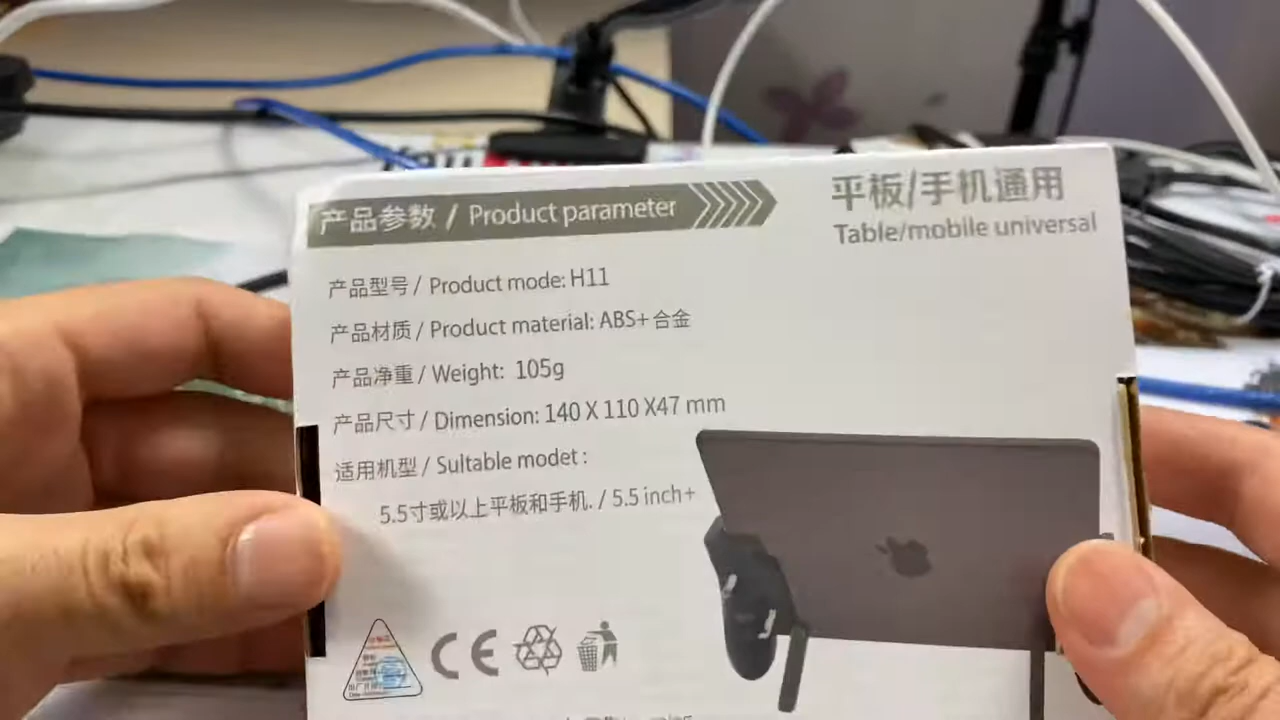 产品参数 / Product parameter
平板/手机通用
Table/mobile universal
产品型号 / Product mode: H11
产品材质 / Product material: ABS+合金
产品净重 / Weight: 105g
产品尺寸 / Dimension: 140 X 110 X47 mm
适用机型 / Sultable modet :
5.5寸或以上平板和手机. / 5.5 inch+
CE